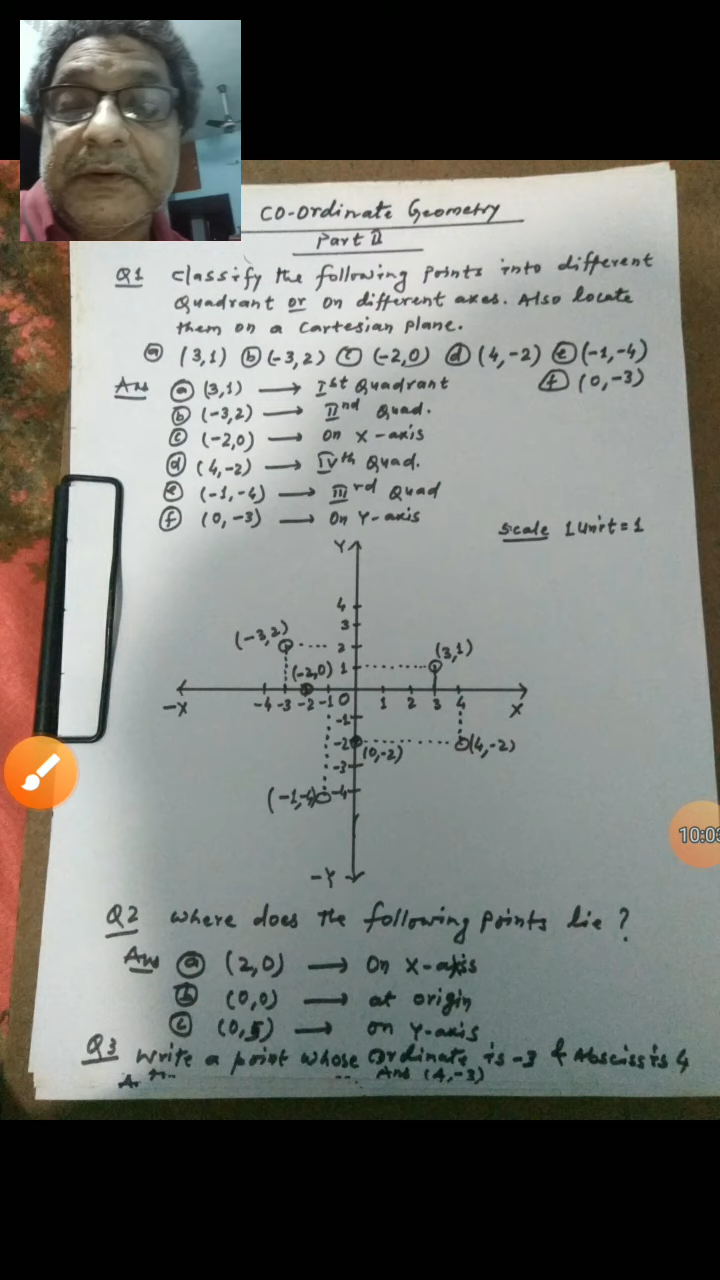 CO-Ordinate Geometry
Part II
Q1 Classify the following Points into different
Quadrant or on different axes. Also locate
them on a Cartesian plane.
(a) (3,1) (b) (-3,2) (c) (-2,0) (d) (4,-2) (e) (-1,-4)
(f) (0,-3)
Ans (a) (3,1) → Ist Quadrant
(b) (-3,2) → IInd Quad.
(c) (-2,0) → on X-axis
(d) (4,-2) → IVth Quad.
(e) (-1,-4) → IIIrd Quad
(f) (0,-3) → On Y-axis
Scale 1 Unit = 1
Y
4
3
(-3,2) 2
(-2,0) 1 (3,1)
-X -4 -3 -2 -1 0 1 2 3 4 X
-1
-2 (0,-2) (4,-2)
-3
(-1,-4) -4
-Y
10:03
Q2 Where does the following Points lie?
Ans (a) (2,0) → On X-axis
(b) (0,0) → at origin
(c) (0,5) → on Y-axis
Q3 Write a point whose Ordinate is -3 & Absciss is 4
Ans (4,-3)